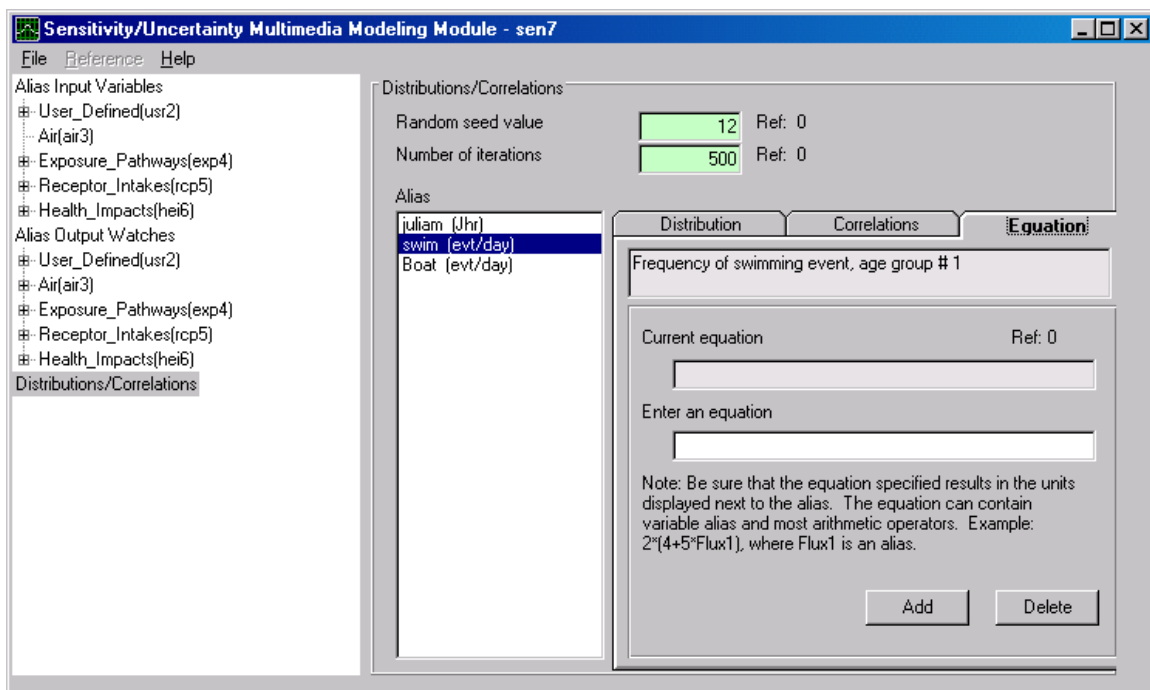 Sensitivity/Uncertainty Multimedia Modeling Module - sen7
File Reference Help
Alias Input Variables
User_Defined(usr2)
Air(air3)
Exposure_Pathways(exp4)
Receptor_Intakes(rcp5)
Health_Impacts(hei6)
Alias Output Watches
User_Defined(usr2)
Air(air3)
Exposure_Pathways(exp4)
Receptor_Intakes(rcp5)
Health_Impacts(hei6)
Distributions/Correlations
Distributions/Correlations
Random seed value 12 Ref: 0
Number of iterations 500 Ref: 0
Alias
juliam (Jhr)
swim (evt/day)
Boat (evt/day)
Distribution Correlations Equation
Frequency of swimming event, age group # 1
Current equation Ref: 0
Enter an equation
Note: Be sure that the equation specified results in the units
displayed next to the alias. The equation can contain
variable alias and most arithmetic operators. Example:
2*(4+5*Flux1), where Flux1 is an alias.
Add Delete